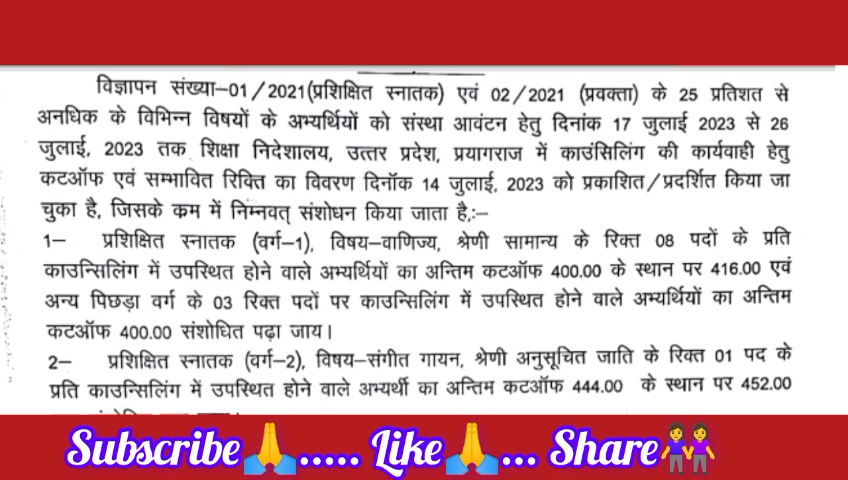 विज्ञापन संख्या–01/2021(प्रशिक्षित स्नातक) एवं 02/2021 (प्रवक्ता) के 25 प्रतिशत से
अनधिक के विभिन्न विषयों के अभ्यर्थियों को संस्था आवंटन हेतु दिनांक 17 जुलाई 2023 से 26
जुलाई, 2023 तक शिक्षा निदेशालय, उत्तर प्रदेश, प्रयागराज में काउंसिलिंग की कार्यवाही हेतु
कटऑफ एवं सम्भावित रिक्ति का विवरण दिनॉक 14 जुलाई, 2023 को प्रकाशित/प्रदर्शित किया जा
चुका है, जिसके क्रम में निम्नवत् संशोधन किया जाता है,:–
1– प्रशिक्षित स्नातक (वर्ग–1), विषय–वाणिज्य, श्रेणी सामान्य के रिक्त 08 पदों के प्रति
काउन्सिलिंग में उपस्थित होने वाले अभ्यर्थियों का अन्तिम कटऑफ 400.00 के स्थान पर 416.00 एवं
अन्य पिछड़ा वर्ग के 03 रिक्त पदों पर काउन्सिलिंग में उपस्थित होने वाले अभ्यर्थियों का अन्तिम
कटऑफ 400.00 संशोधित पढ़ा जाय।
2– प्रशिक्षित स्नातक (वर्ग–2), विषय–संगीत गायन, श्रेणी अनुसूचित जाति के रिक्त 01 पद के
प्रति काउन्सिलिंग में उपस्थित होने वाले अभ्यर्थी का अन्तिम कटऑफ 444.00 के स्थान पर 452.00
Subscribe🙏..... Like🙏... Share👭